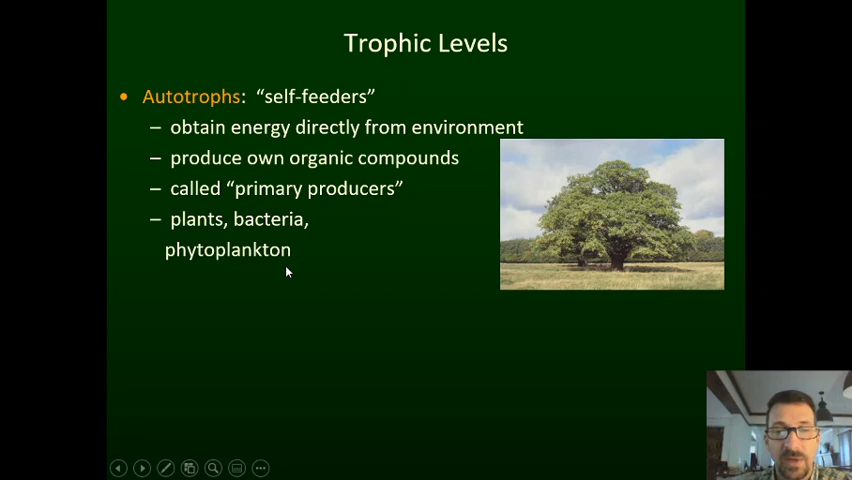 Trophic Levels
• Autotrophs: “self-feeders”
– obtain energy directly from environment
– produce own organic compounds
– called “primary producers”
– plants, bacteria,
phytoplankton